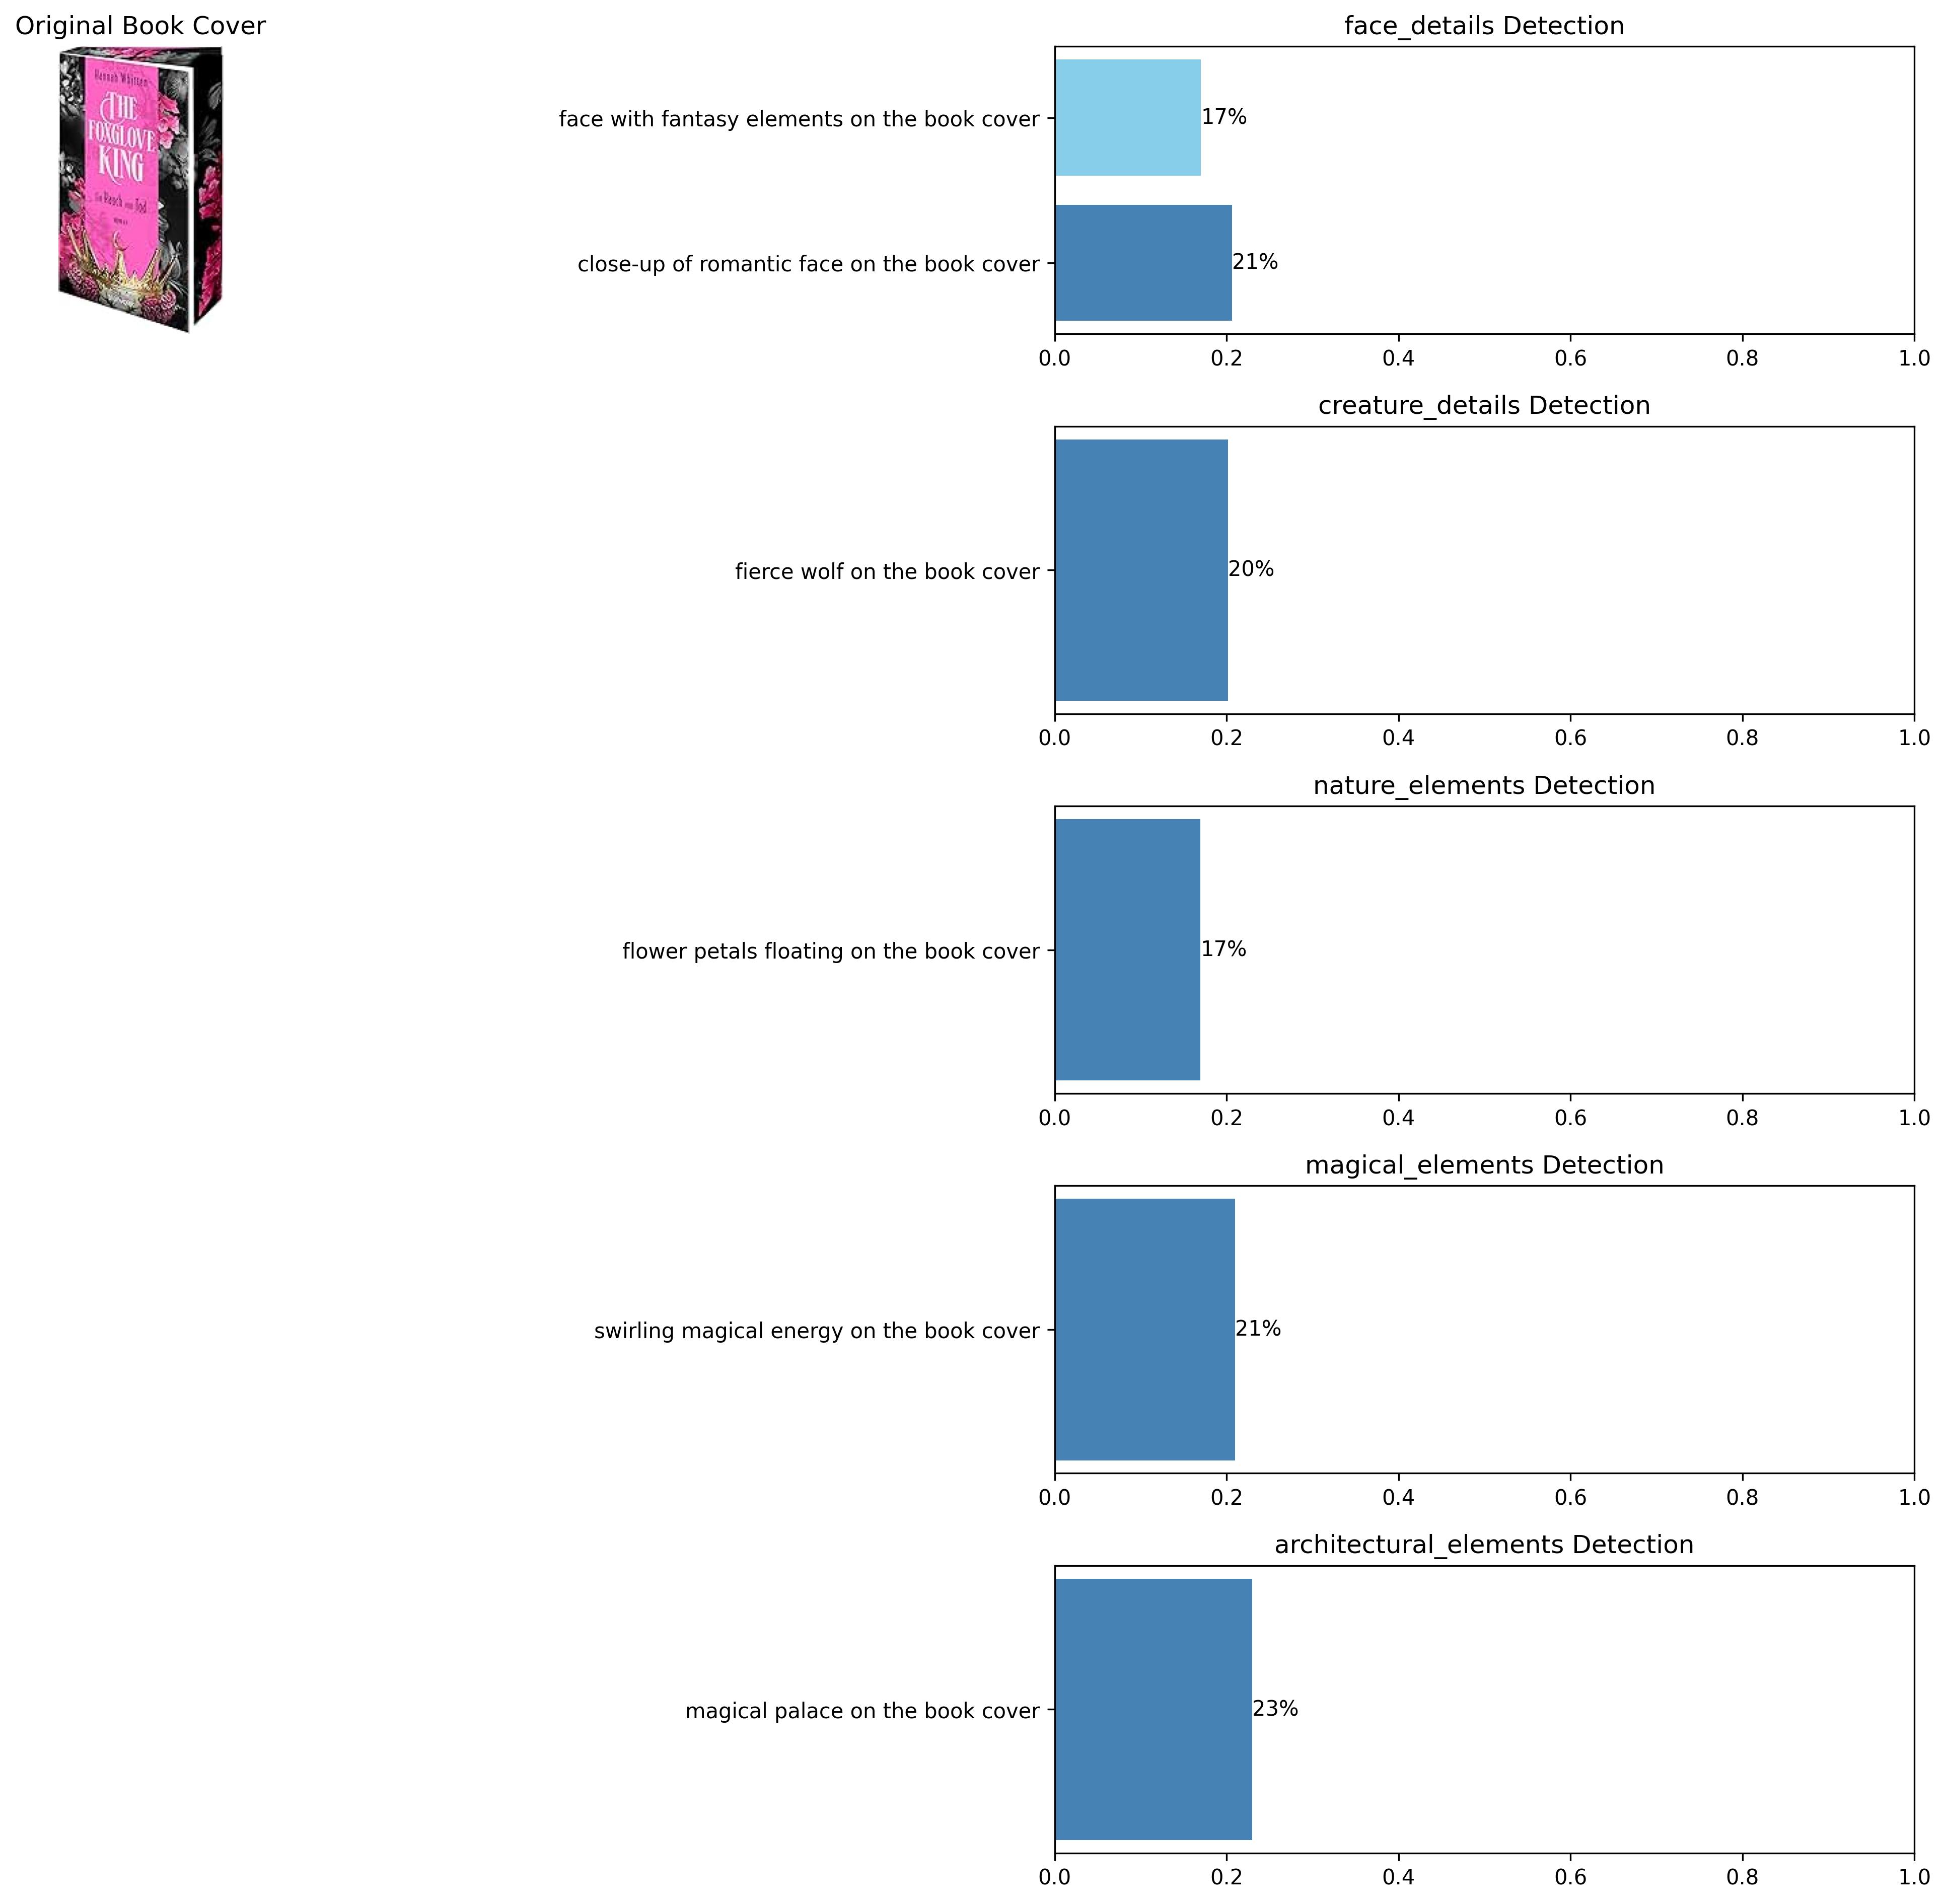 Original Book Cover
Hannah Whitten
THE
FOXGLOVE
KING
Ein Reich von Tod
face_details Detection
face with fantasy elements on the book cover
17%
close-up of romantic face on the book cover
21%
0.0 0.2 0.4 0.6 0.8 1.0
creature_details Detection
fierce wolf on the book cover
20%
0.0 0.2 0.4 0.6 0.8 1.0
nature_elements Detection
flower petals floating on the book cover
17%
0.0 0.2 0.4 0.6 0.8 1.0
magical_elements Detection
swirling magical energy on the book cover
21%
0.0 0.2 0.4 0.6 0.8 1.0
architectural_elements Detection
magical palace on the book cover
23%
0.0 0.2 0.4 0.6 0.8 1.0